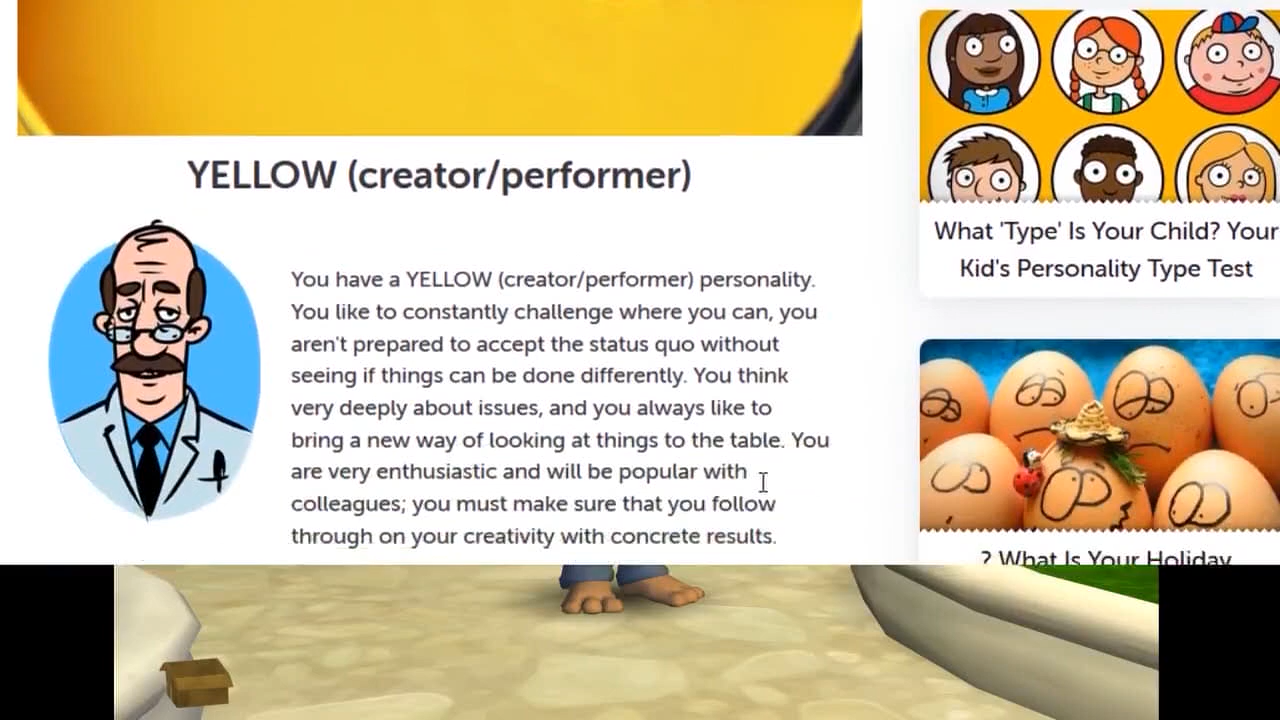 YELLOW (creator/performer)
You have a YELLOW (creator/performer) personality.
You like to constantly challenge where you can, you
aren't prepared to accept the status quo without
seeing if things can be done differently. You think
very deeply about issues, and you always like to
bring a new way of looking at things to the table. You
are very enthusiastic and will be popular with
colleagues; you must make sure that you follow
through on your creativity with concrete results.
What 'Type' Is Your Child? Your
Kid's Personality Type Test
? What Is Your Holiday